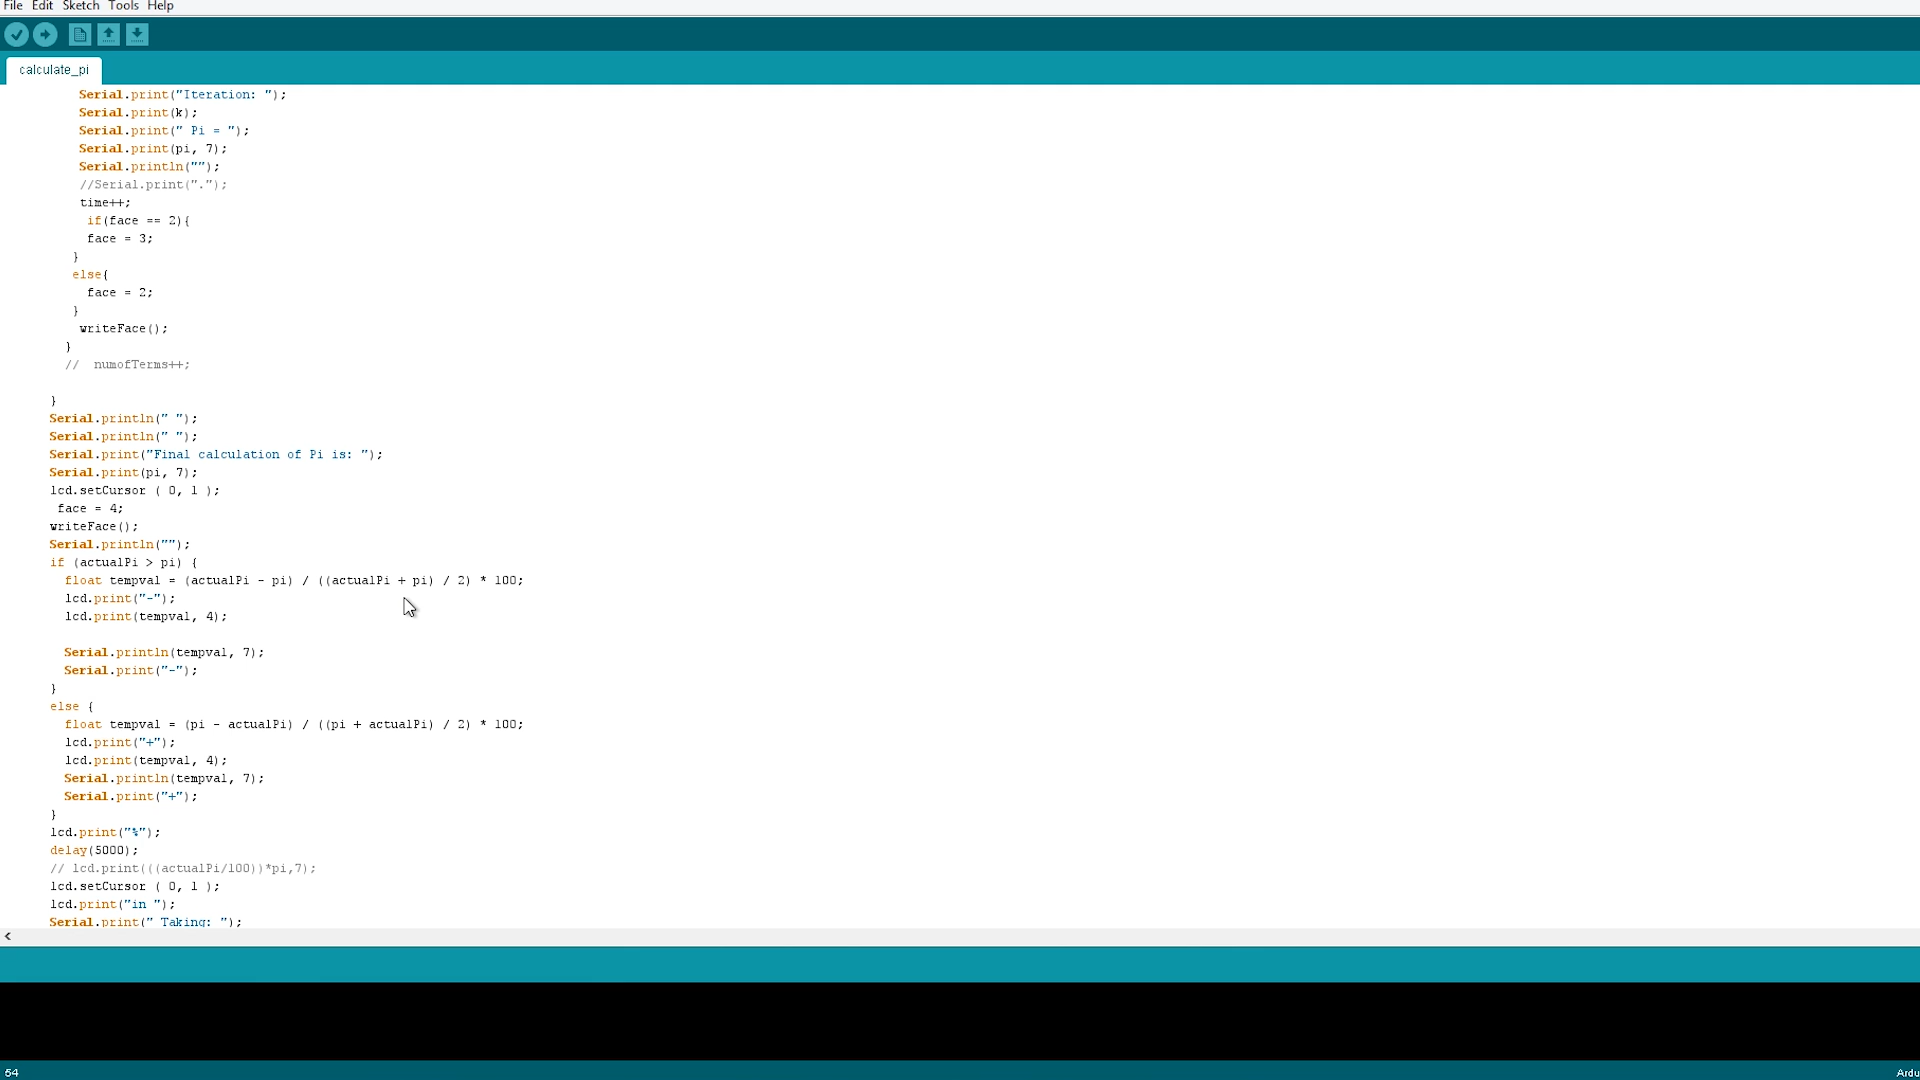 File Edit Sketch Tools Help
calculate_pi
Serial.print("Iteration: ");
Serial.print(k);
Serial.print(" Pi = ");
Serial.print(pi, 7);
Serial.println("");
//Serial.print(".");
time++;
if(face == 2){
face = 3;
}
else{
face = 2;
}
writeFace();
}
// numofTerms++;
}
Serial.println(" ");
Serial.println(" ");
Serial.print("Final calculation of Pi is: ");
Serial.print(pi, 7);
lcd.setCursor ( 0, 1 );
face = 4;
writeFace();
Serial.println("");
if (actualPi > pi) {
float tempval = (actualPi - pi) / ((actualPi + pi) / 2) * 100;
lcd.print("-");
lcd.print(tempval, 4);
Serial.println(tempval, 7);
Serial.print("-");
}
else {
float tempval = (pi - actualPi) / ((pi + actualPi) / 2) * 100;
lcd.print("+");
lcd.print(tempval, 4);
Serial.println(tempval, 7);
Serial.print("+");
}
lcd.print("%");
delay(5000);
// lcd.print(((actualPi/100))*pi,7);
lcd.setCursor ( 0, 1 );
lcd.print("in ");
Serial.print(" Taking: ");
54
Ardu